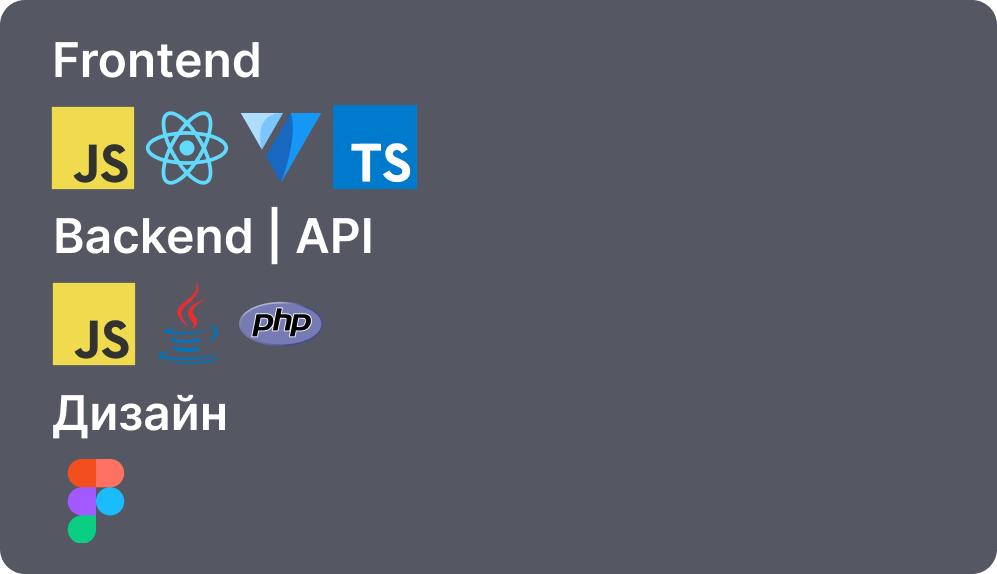 Frontend
JS TS
Backend | API
JS php
Дизайн